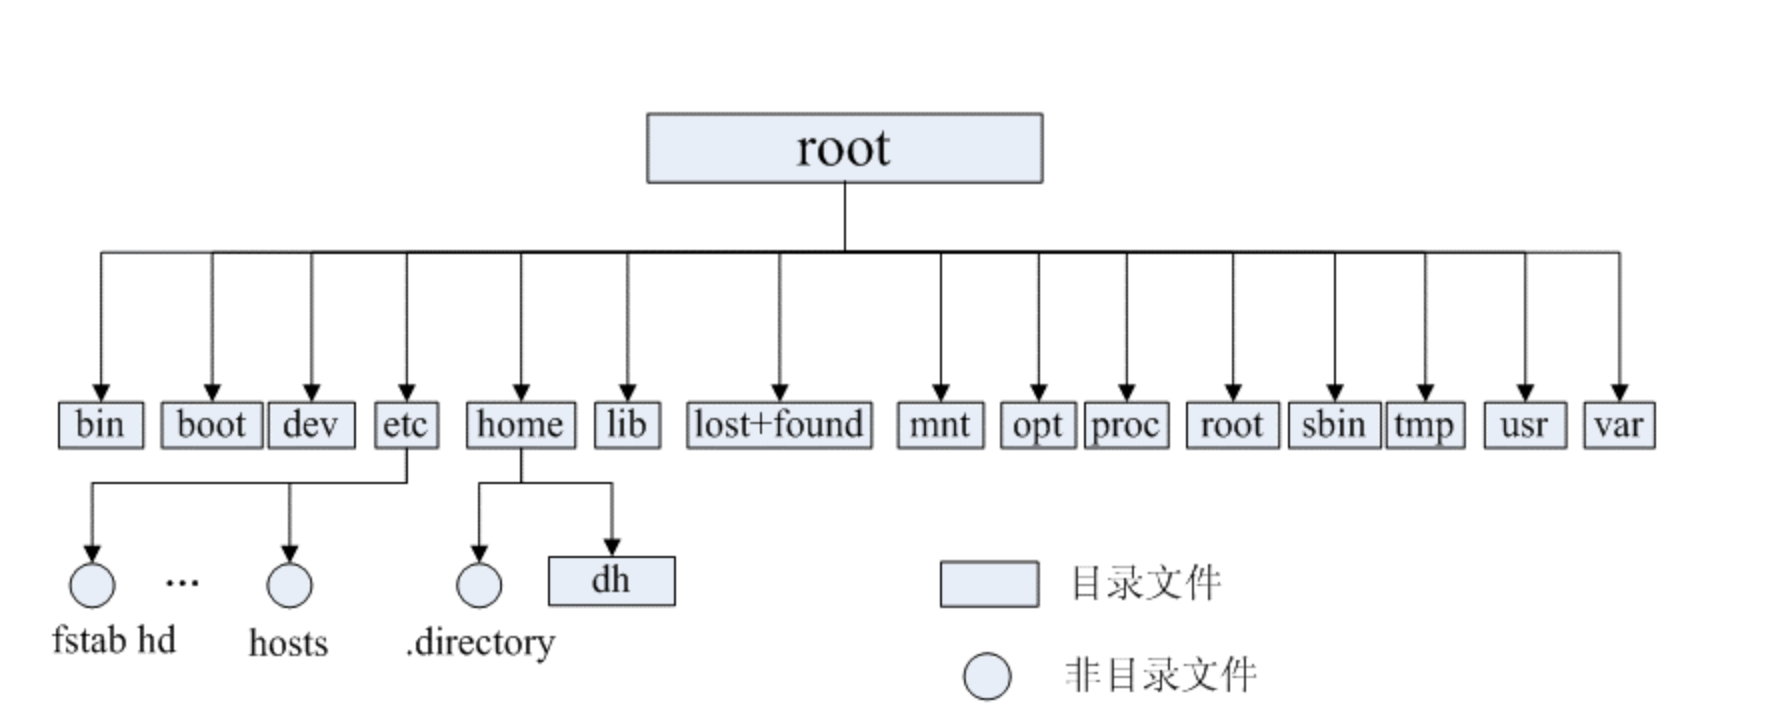 root
bin boot dev etc home lib lost+found mnt opt proc root sbin tmp usr var
... dh 目录文件
fstab hd hosts .directory
非目录文件